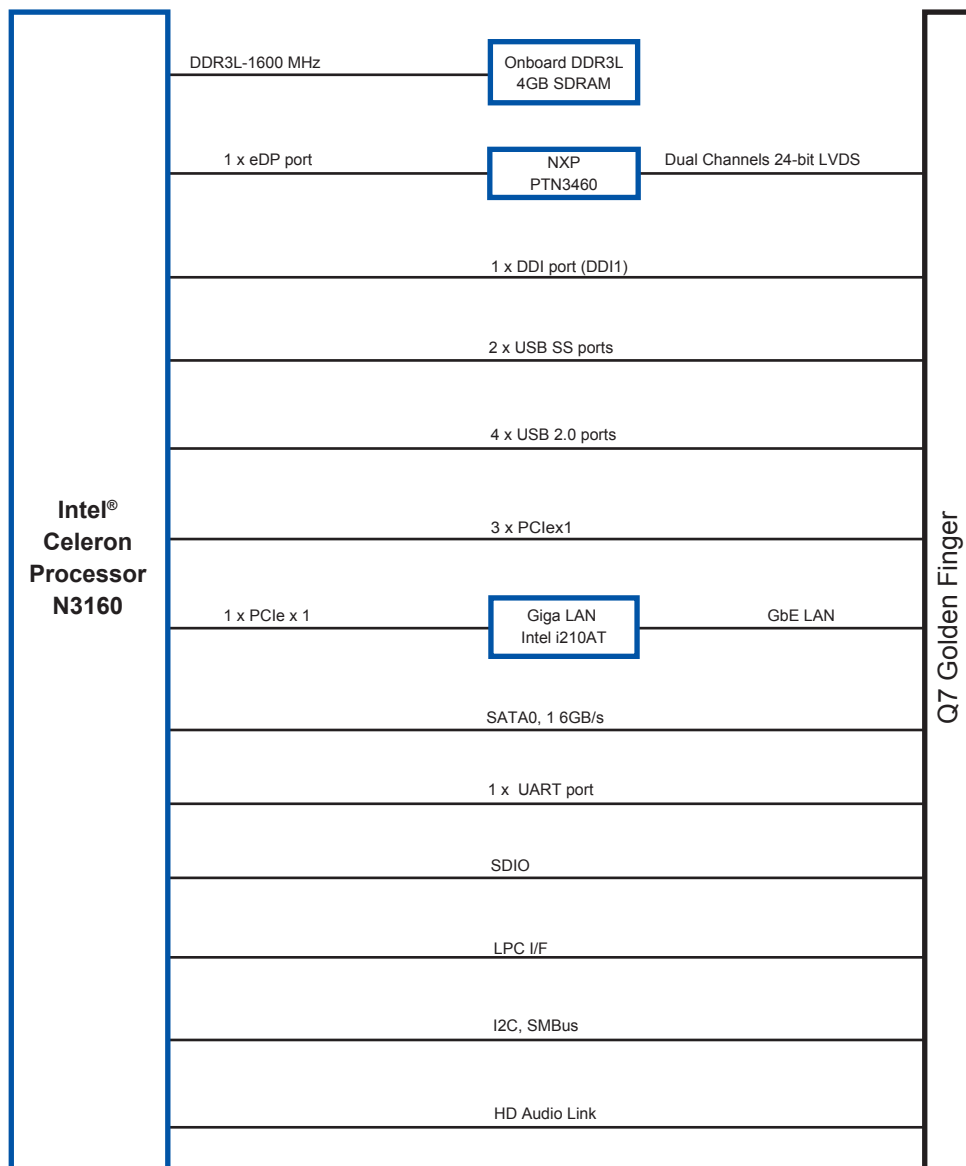 DDR3L-1600 MHz
Onboard DDR3L
4GB SDRAM
1 x eDP port
NXP
PTN3460
Dual Channels 24-bit LVDS
1 x DDI port (DDI1)
2 x USB SS ports
4 x USB 2.0 ports
Intel®
Celeron
Processor
N3160
3 x PCIex1
1 x PCIe x 1
Giga LAN
Intel i210AT
GbE LAN
Q7 Golden Finger
SATA0, 1 6GB/s
1 x  UART port
SDIO
LPC I/F
I2C, SMBus
HD Audio Link